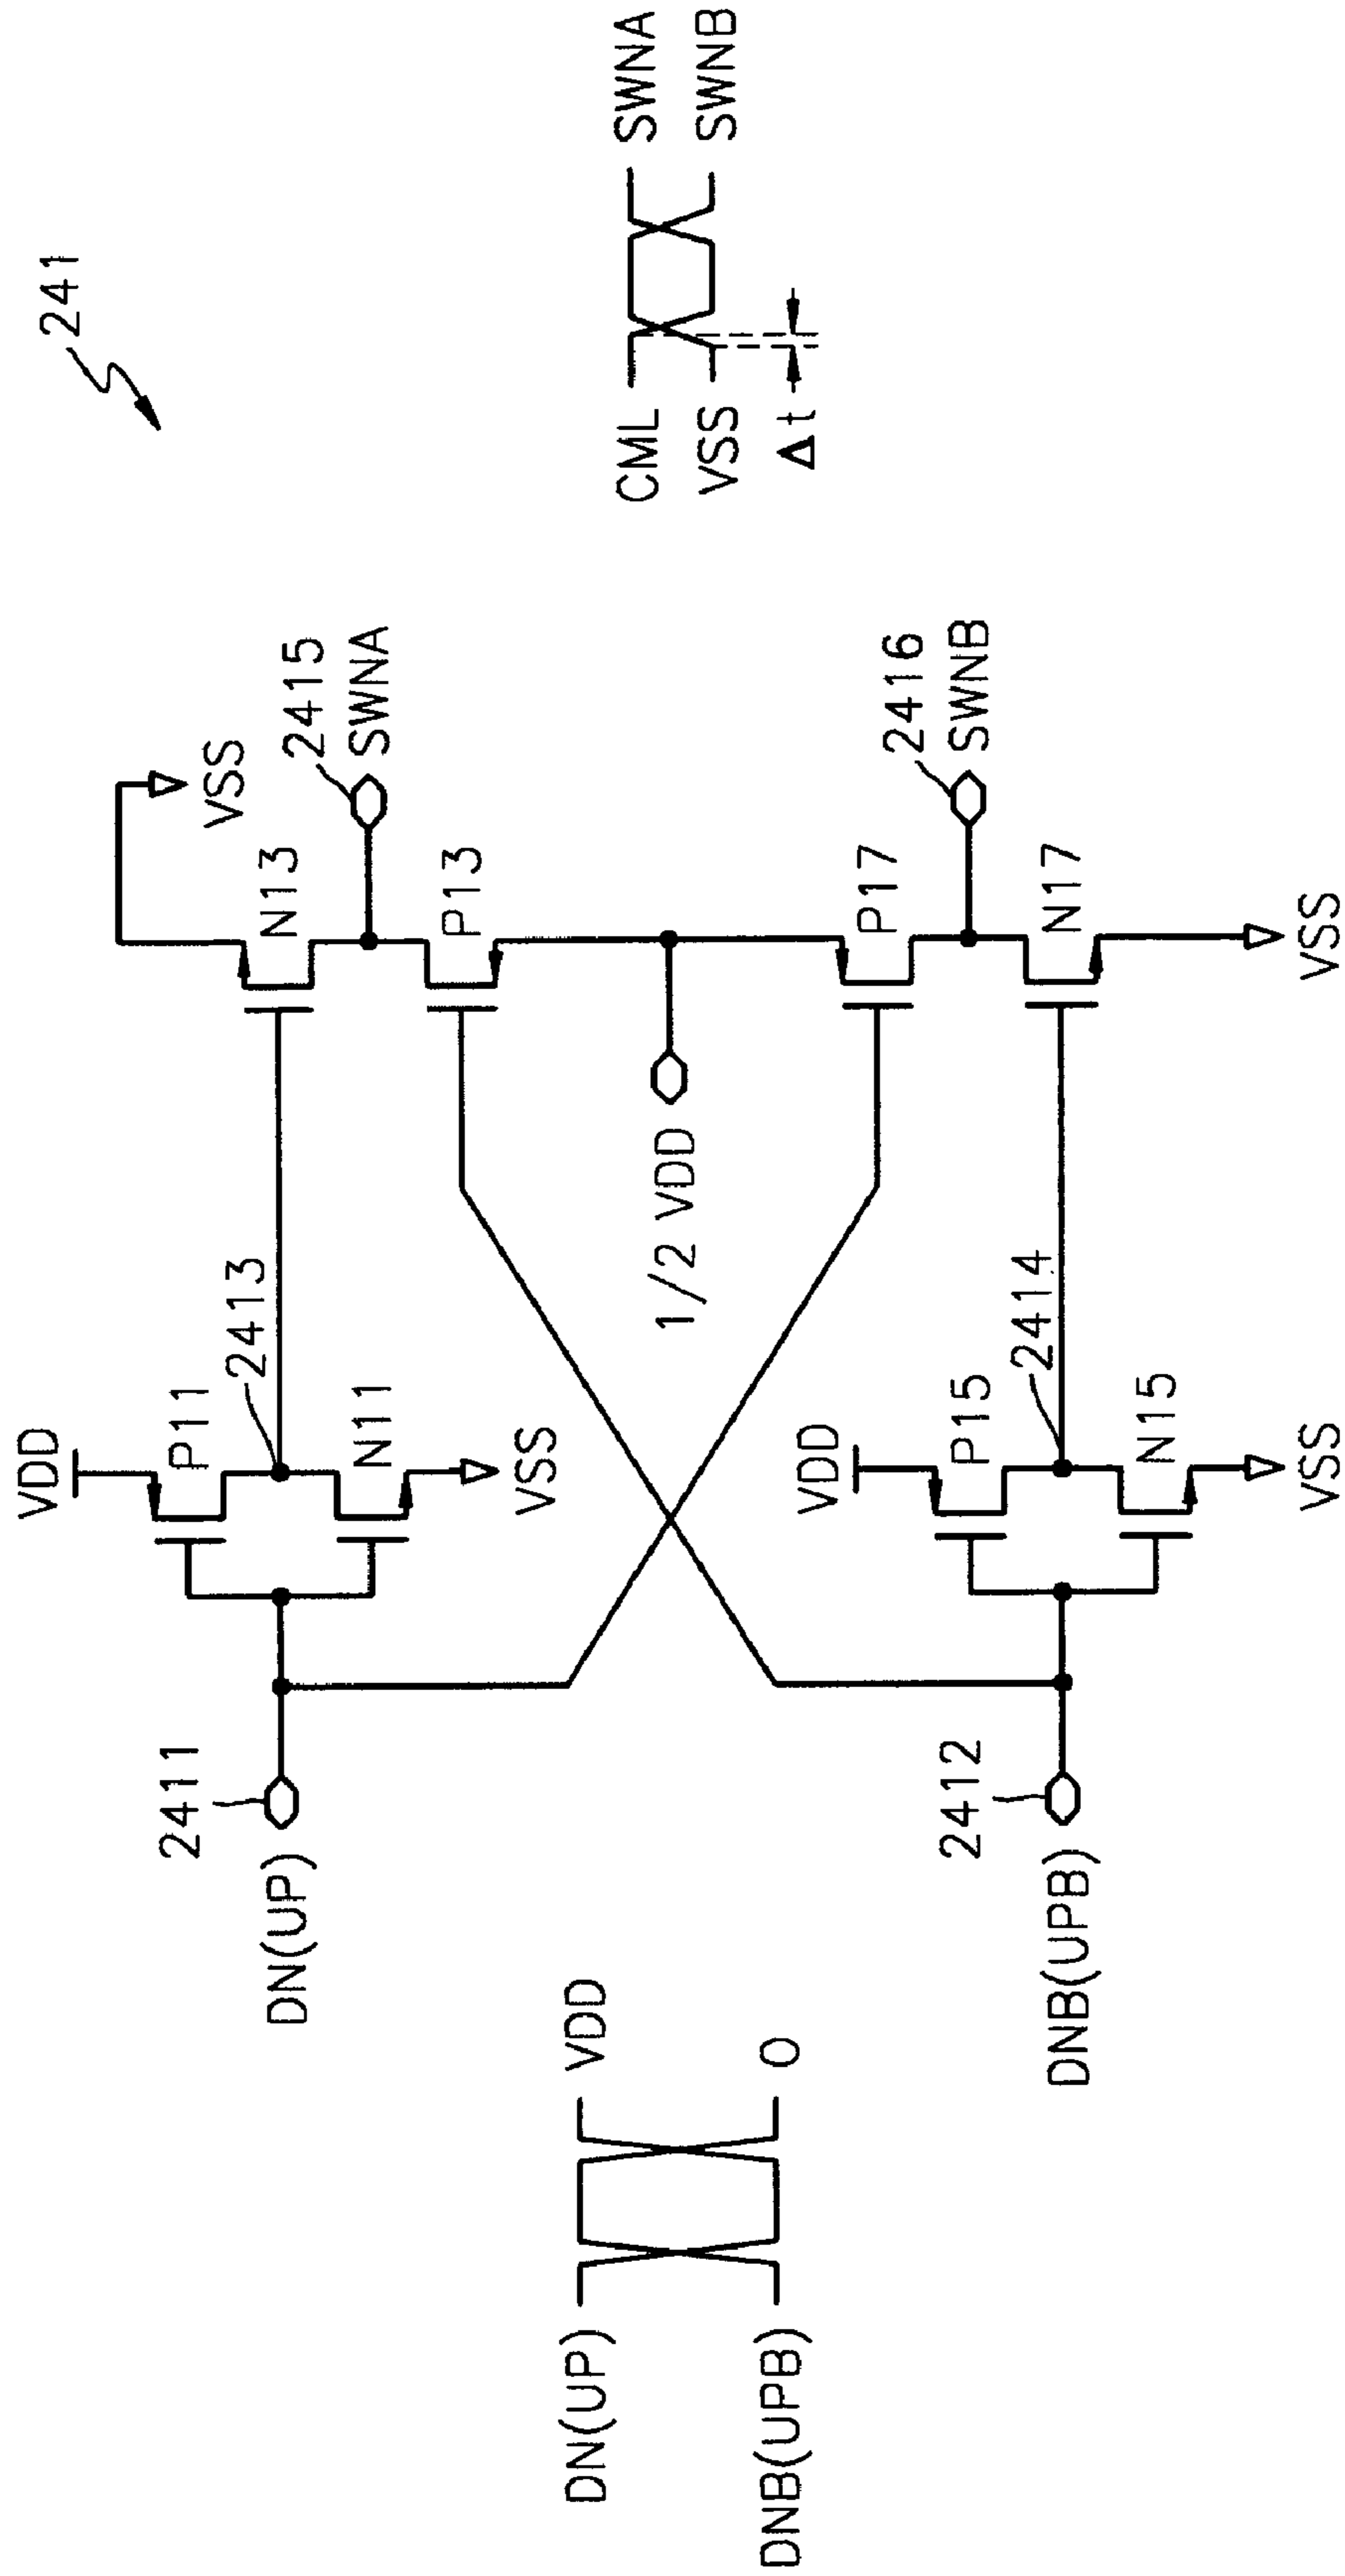 241
DN(UP)
DNB(UPB)
VDD
0
DN(UP)
2411
DNB(UPB)
2412
VDD
P11
2413
N11
VSS
VDD
P15
2414
N15
VSS
1/2 VDD
VSS
N13
2415
SWNA
P13
P17
2416
SWNB
N17
VSS
CML
VSS
Δt
SWNA
SWNB